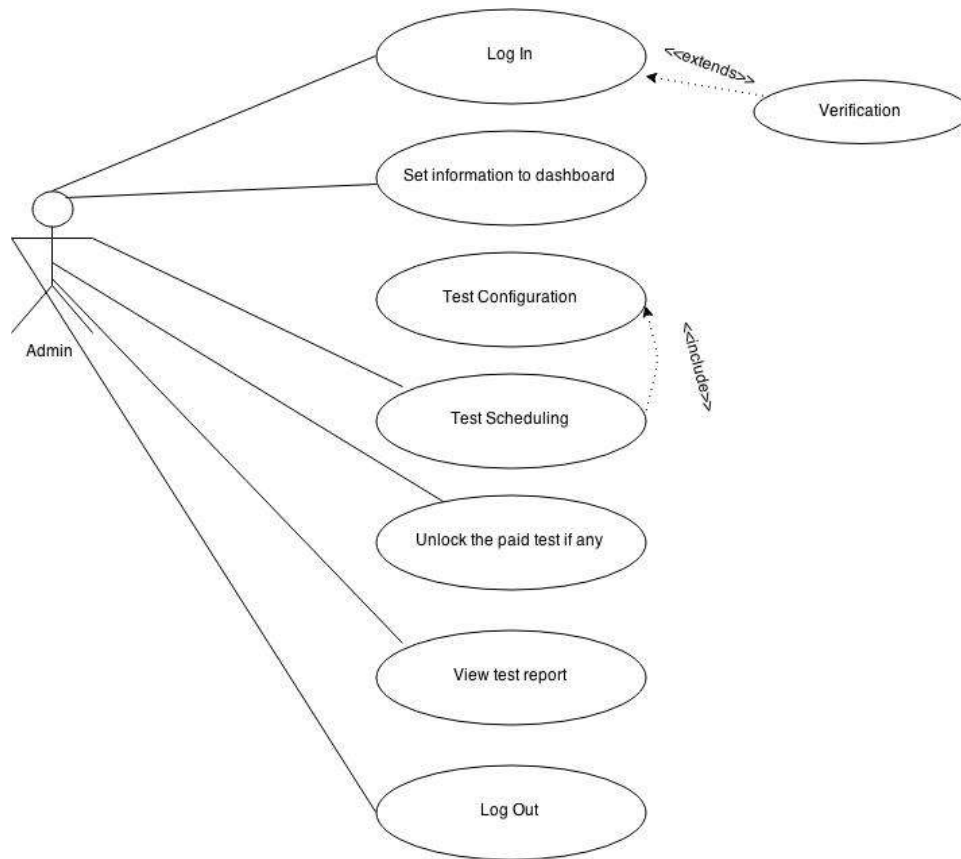 Log In
<<extends>>
Verification
Set information to dashboard
Test Configuration
<<include>>
Admin
Test Scheduling
Unlock the paid test if any
View test report
Log Out